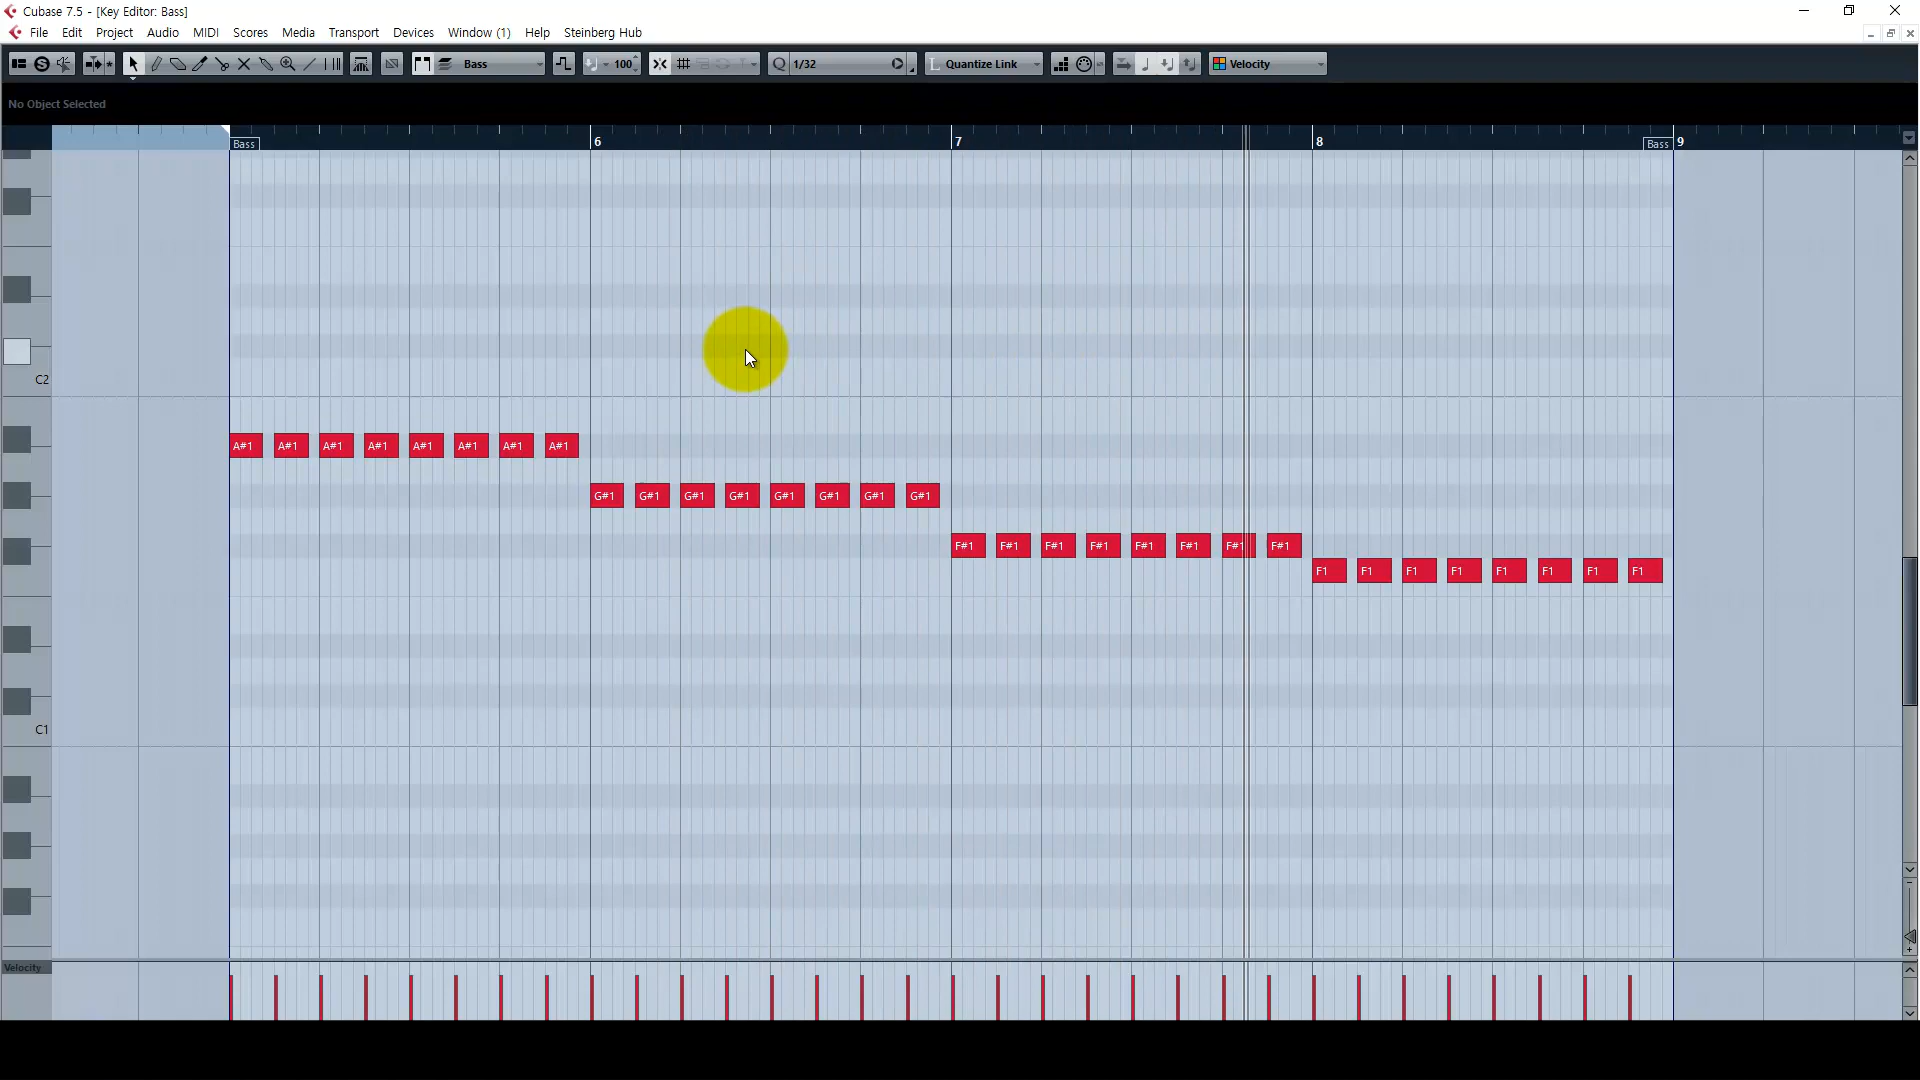 Cubase 7.5 - [Key Editor: Bass]
File Edit Project Audio MIDI Scores Media Transport Devices Window (1) Help Steinberg Hub
Bass 100 Q 1/32 L Quantize Link Velocity
No Object Selected
Bass 6 7 8 Bass 9
C2
A#1 A#1 A#1 A#1 A#1 A#1 A#1 A#1
G#1 G#1 G#1 G#1 G#1 G#1 G#1 G#1
F#1 F#1 F#1 F#1 F#1 F#1 F#1 F#1
F1 F1 F1 F1 F1 F1 F1 F1
C1
Velocity